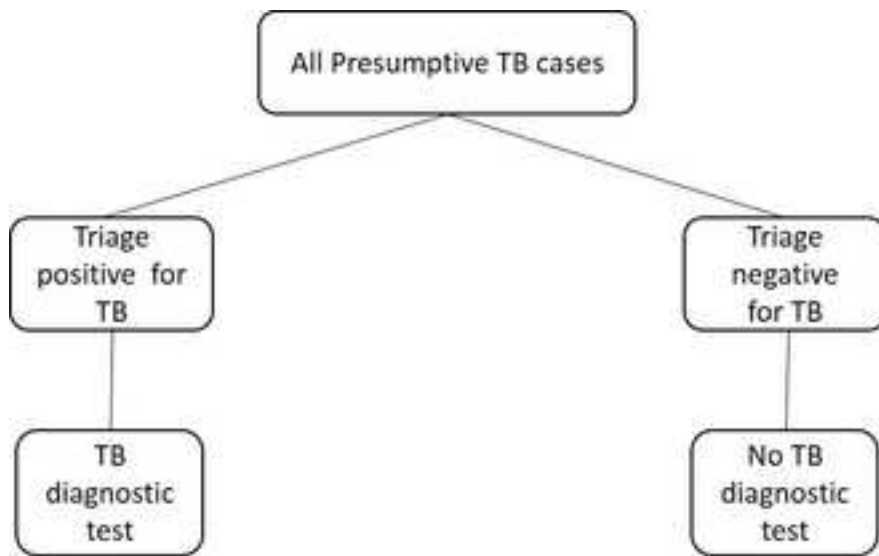 All Presumptive TB cases
Triage
positive for
TB
Triage
negative
for TB
TB
diagnostic
test
No TB
diagnostic
test